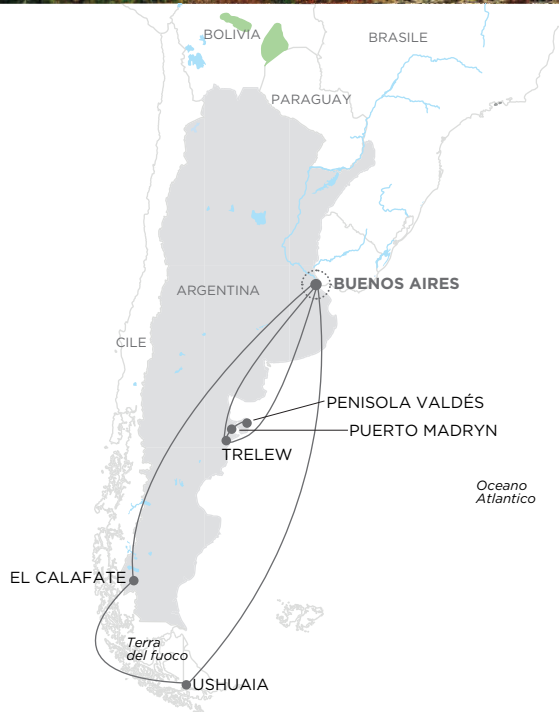 BOLIVIA
BRASILE
PARAGUAY
BUENOS AIRES
ARGENTINA
CILE
PENISOLA VALDÉS
PUERTO MADRYN
TRELEW
Oceano
Atlantico
EL CALAFATE
Terra
del fuoco
USHUAIA